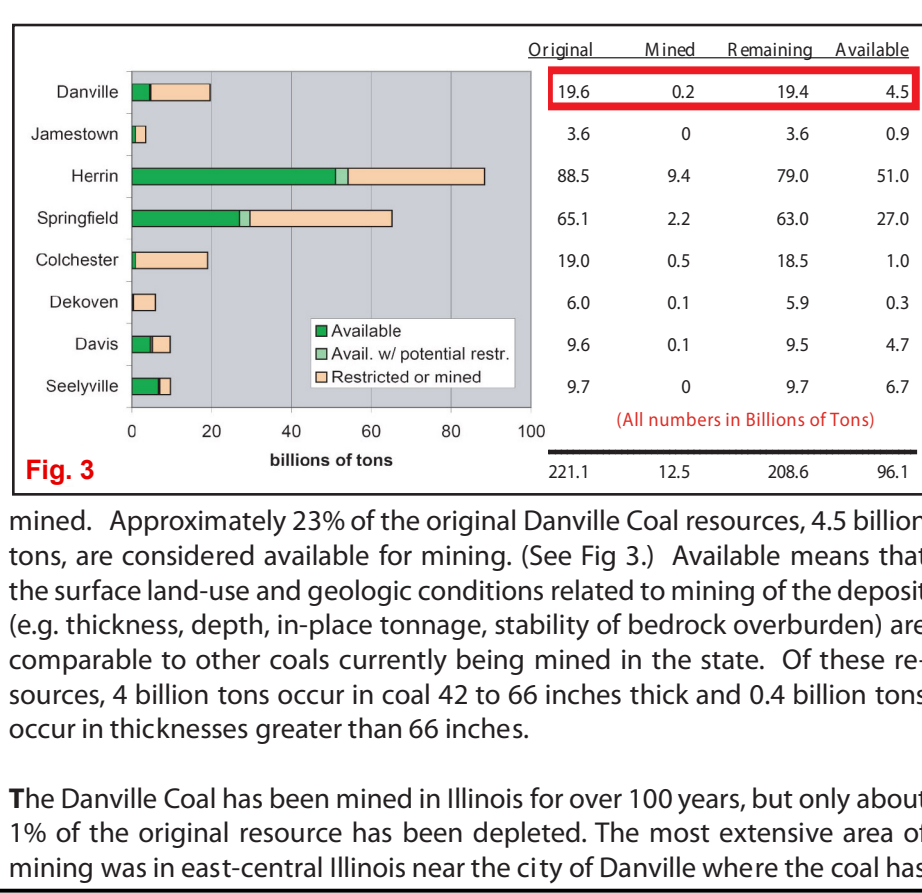 Original Mined Remaining Available
Danville 19.6 0.2 19.4 4.5
Jamestown 3.6 0 3.6 0.9
Herrin 88.5 9.4 79.0 51.0
Springfield 65.1 2.2 63.0 27.0
Colchester 19.0 0.5 18.5 1.0
Dekoven 6.0 0.1 5.9 0.3
Davis 9.6 0.1 9.5 4.7
Seelyville 9.7 0 9.7 6.7
Available
Avail. w/ potential restr.
Restricted or mined
(All numbers in Billions of Tons)
0 20 40 60 80 100
billions of tons
Fig. 3
221.1 12.5 208.6 96.1
mined. Approximately 23% of the original Danville Coal resources, 4.5 billion
tons, are considered available for mining. (See Fig 3.) Available means that
the surface land-use and geologic conditions related to mining of the deposit
(e.g. thickness, depth, in-place tonnage, stability of bedrock overburden) are
comparable to other coals currently being mined in the state. Of these re-
sources, 4 billion tons occur in coal 42 to 66 inches thick and 0.4 billion tons
occur in thicknesses greater than 66 inches.
The Danville Coal has been mined in Illinois for over 100 years, but only about
1% of the original resource has been depleted. The most extensive area of
mining was in east-central Illinois near the city of Danville where the coal has